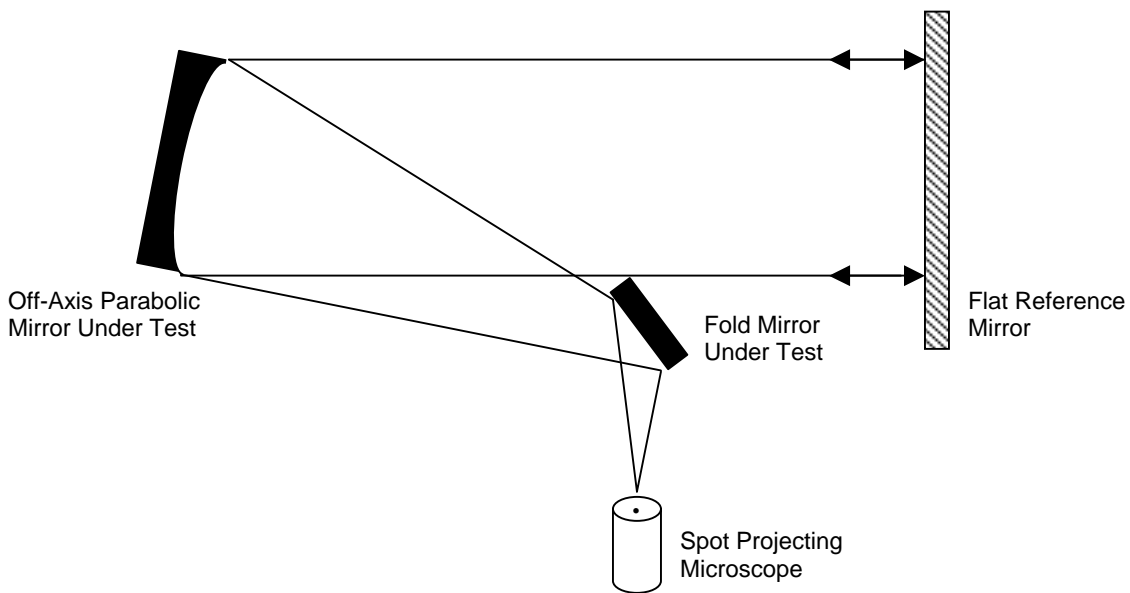 Off-Axis Parabolic
Mirror Under Test
Fold Mirror
Under Test
Flat Reference
Mirror
Spot Projecting
Microscope